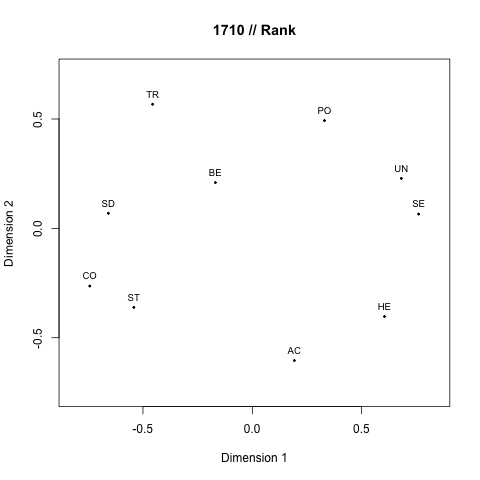 1710 // Rank
TR
PO
BE
UN
SD
SE
CO
ST
HE
AC
0.5
0.0
-0.5
Dimension 2
-0.5
0.0
0.5
Dimension 1